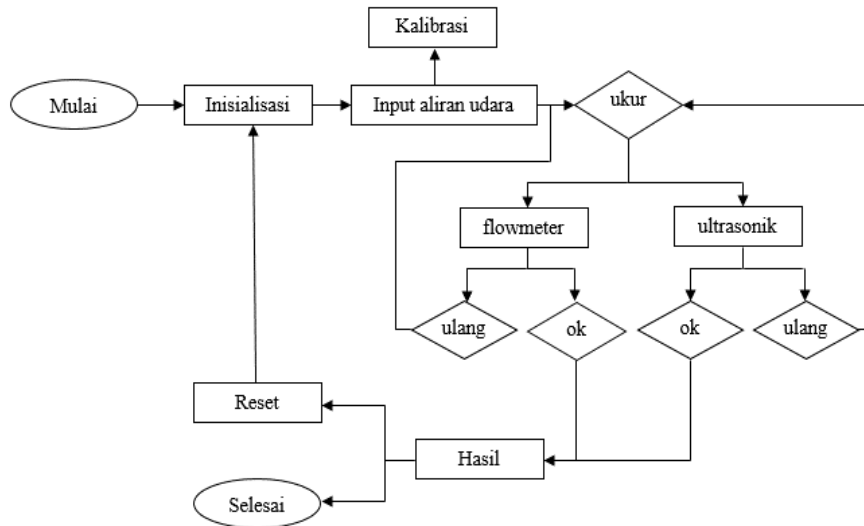 Kalibrasi
Mulai
Inisialisasi
Input aliran udara
ukur
flowmeter
ultrasonik
ulang
ok
ok
ulang
Reset
Hasil
Selesai